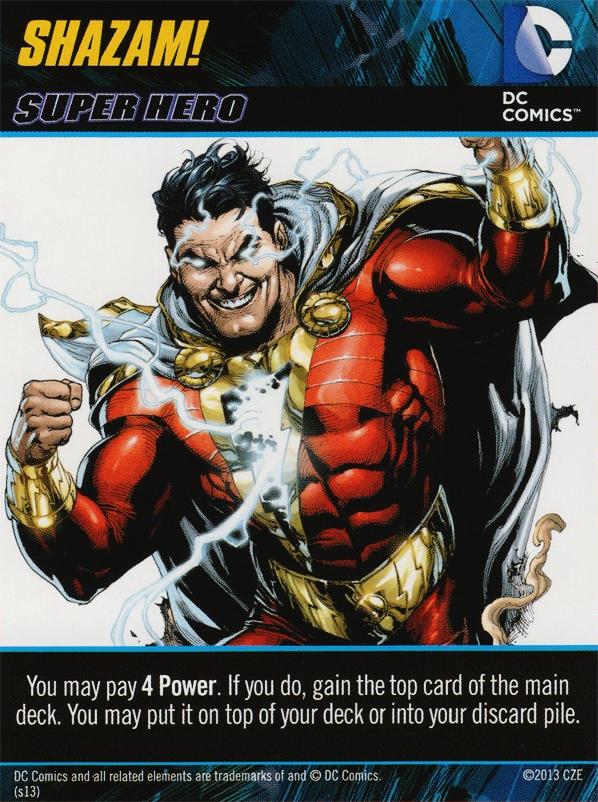 SHAZAM!
SUPER HERO
DC
DC
COMICS™
You may pay 4 Power. If you do, gain the top card of the main
deck. You may put it on top of your deck or into your discard pile.
DC Comics and all related elements are trademarks of and © DC Comics.
(s13)
©2013 CZE